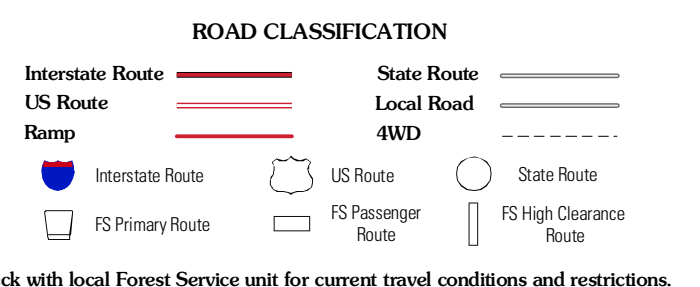 ROAD CLASSIFICATION
Interstate Route
State Route
US Route
Local Road
Ramp
4WD
Interstate Route
US Route
State Route
FS Primary Route
FS Passenger
Route
FS High Clearance
Route
with local Forest Service unit for current travel conditions and restrictions.